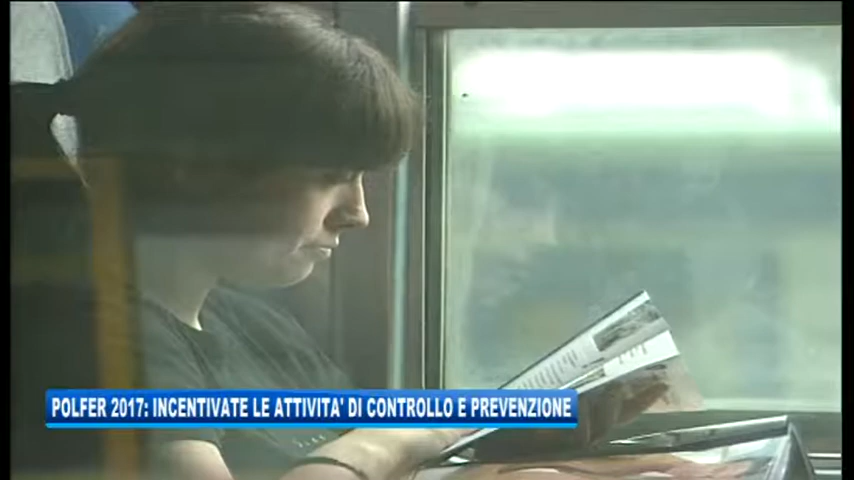 POLFER 2017: INCENTIVATE LE ATTIVITA' DI CONTROLLO E PREVENZIONE